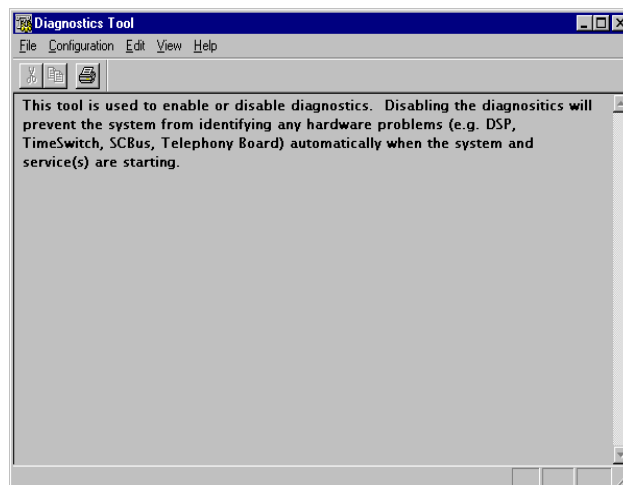 Diagnostics Tool
File Configuration Edit View Help
This tool is used to enable or disable diagnostics. Disabling the diagnositics will
prevent the system from identifying any hardware problems (e.g. DSP,
TimeSwitch, SCBus, Telephony Board) automatically when the system and
service(s) are starting.